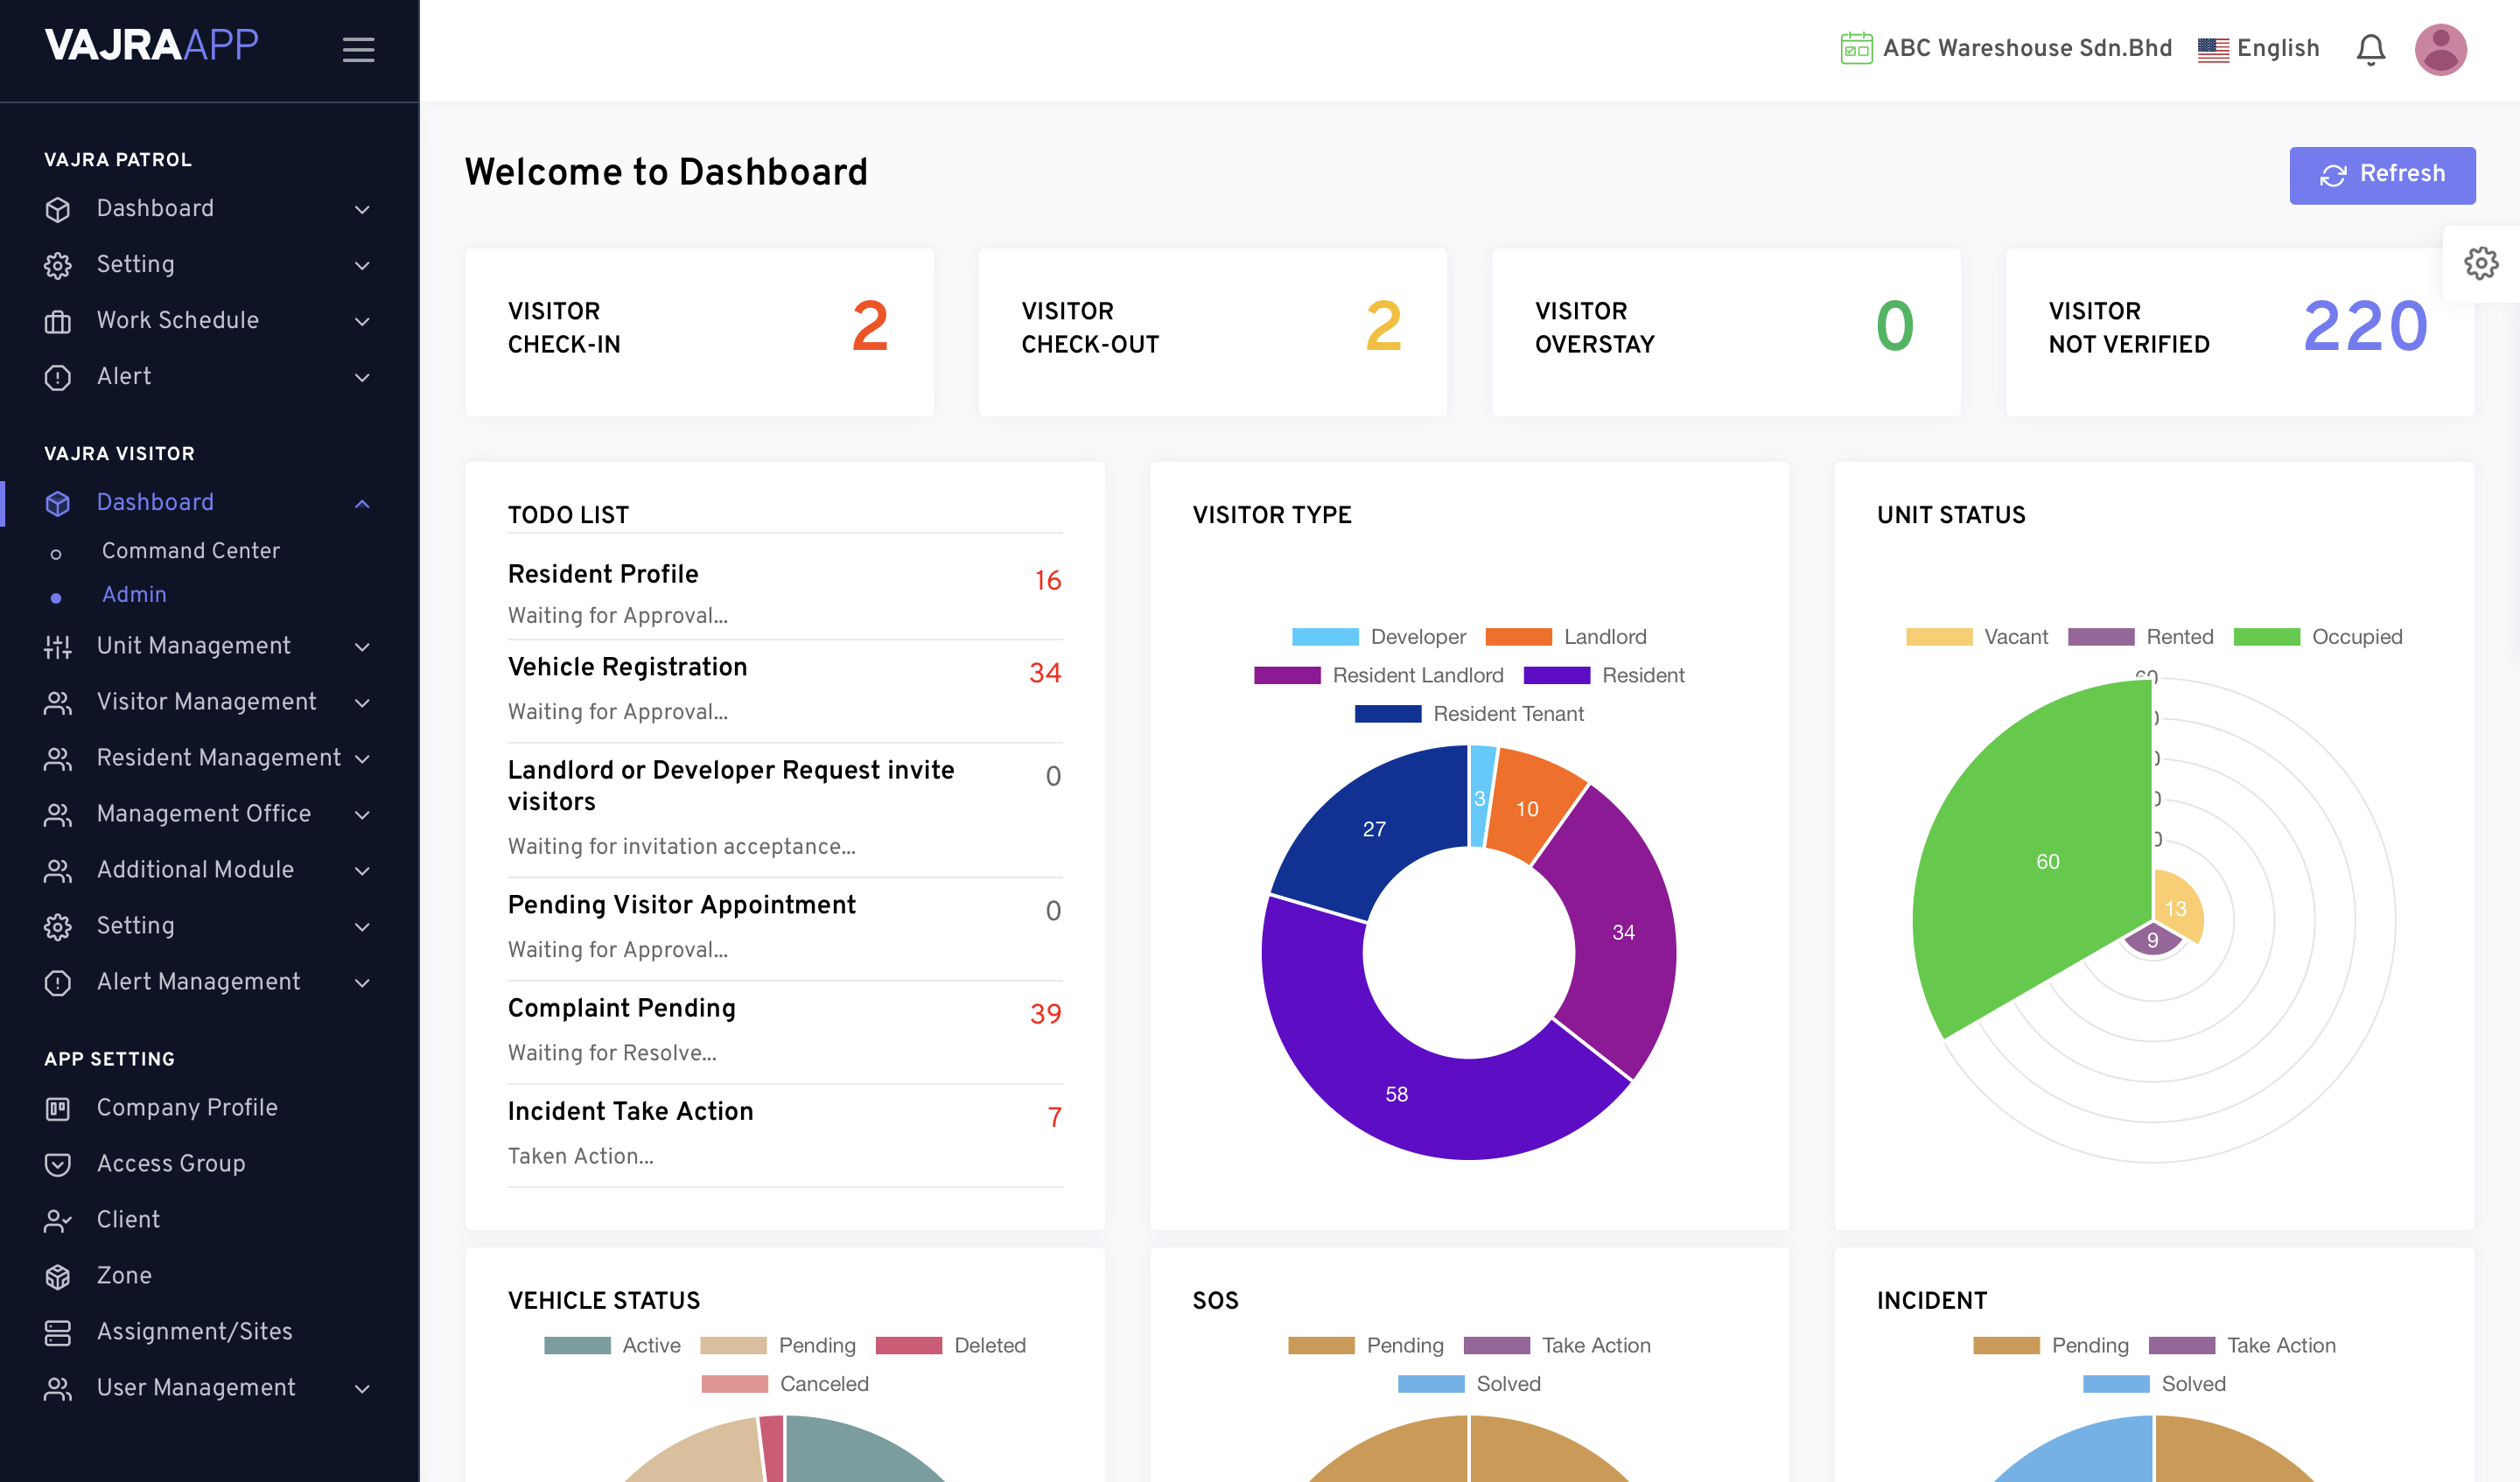 VAJRAAPP
ABC Wareshouse Sdn.Bhd
English
VAJRA PATROL
Dashboard
Setting
Work Schedule
Alert
VAJRA VISITOR
Dashboard
Command Center
Admin
Unit Management
Visitor Management
Resident Management
Management Office
Additional Module
Setting
Alert Management
APP SETTING
Company Profile
Access Group
Client
Zone
Assignment/Sites
User Management
Welcome to Dashboard
Refresh
VISITOR
CHECK-IN
2
VISITOR
CHECK-OUT
2
VISITOR
OVERSTAY
0
VISITOR
NOT VERIFIED
220
TODO LIST
Resident Profile
16
Waiting for Approval...
Vehicle Registration
34
Waiting for Approval...
Landlord or Developer Request invite
visitors
0
Waiting for invitation acceptance...
Pending Visitor Appointment
0
Waiting for Approval...
Complaint Pending
39
Waiting for Resolve...
Incident Take Action
7
Taken Action...
VISITOR TYPE
Developer Landlord
Resident Landlord Resident
Resident Tenant
3
10
27
34
58
UNIT STATUS
Vacant Rented Occupied
60
13
9
VEHICLE STATUS
Active Pending Deleted
Canceled
SOS
Pending Take Action
Solved
INCIDENT
Pending Take Action
Solved